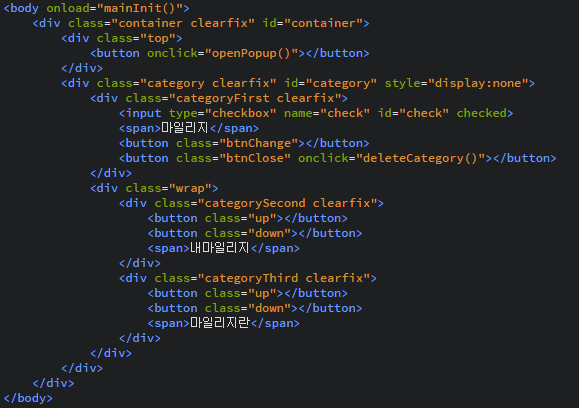 <body onload="mainInit()">
<div class="container clearfix" id="container">
<div class="top">
<button onclick="openPopup()"></button>
</div>
<div class="category clearfix" id="category" style="display:none">
<div class="categoryFirst clearfix">
<input type="checkbox" name="check" id="check" checked>
<span>마일리지</span>
<button class="btnChange"></button>
<button class="btnClose" onclick="deleteCategory()"></button>
</div>
<div class="wrap">
<div class="categorySecond clearfix">
<button class="up"></button>
<button class="down"></button>
<span>내마일리지</span>
</div>
<div class="categoryThird clearfix">
<button class="up"></button>
<button class="down"></button>
<span>마일리지란</span>
</div>
</div>
</div>
</div>
</body>